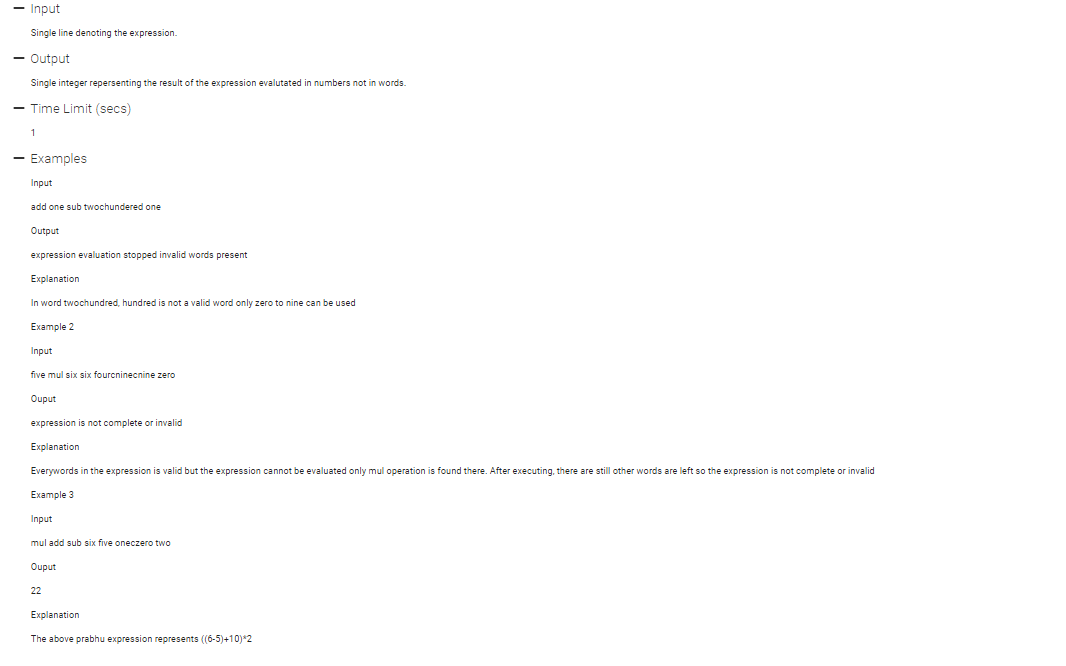 Input
Single line denoting the expression.
Output
Single integer repersenting the result of the expression evalutated in numbers not in words.
Time Limit (secs)
1
Examples
Input
add one sub twochundered one
Output
expression evaluation stopped invalid words present
Explanation
In word twochundred, hundred is not a valid word only zero to nine can be used
Example 2
Input
five mul six six fourcninecnine zero
Ouput
expression is not complete or invalid
Explanation
Everywords in the expression is valid but the expression cannot be evaluated only mul operation is found there. After executing, there are still other words are left so the expression is not complete or invalid
Example 3
Input
mul add sub six five oneczero two
Ouput
22
Explanation
The above prabhu expression represents ((6-5)+10)*2